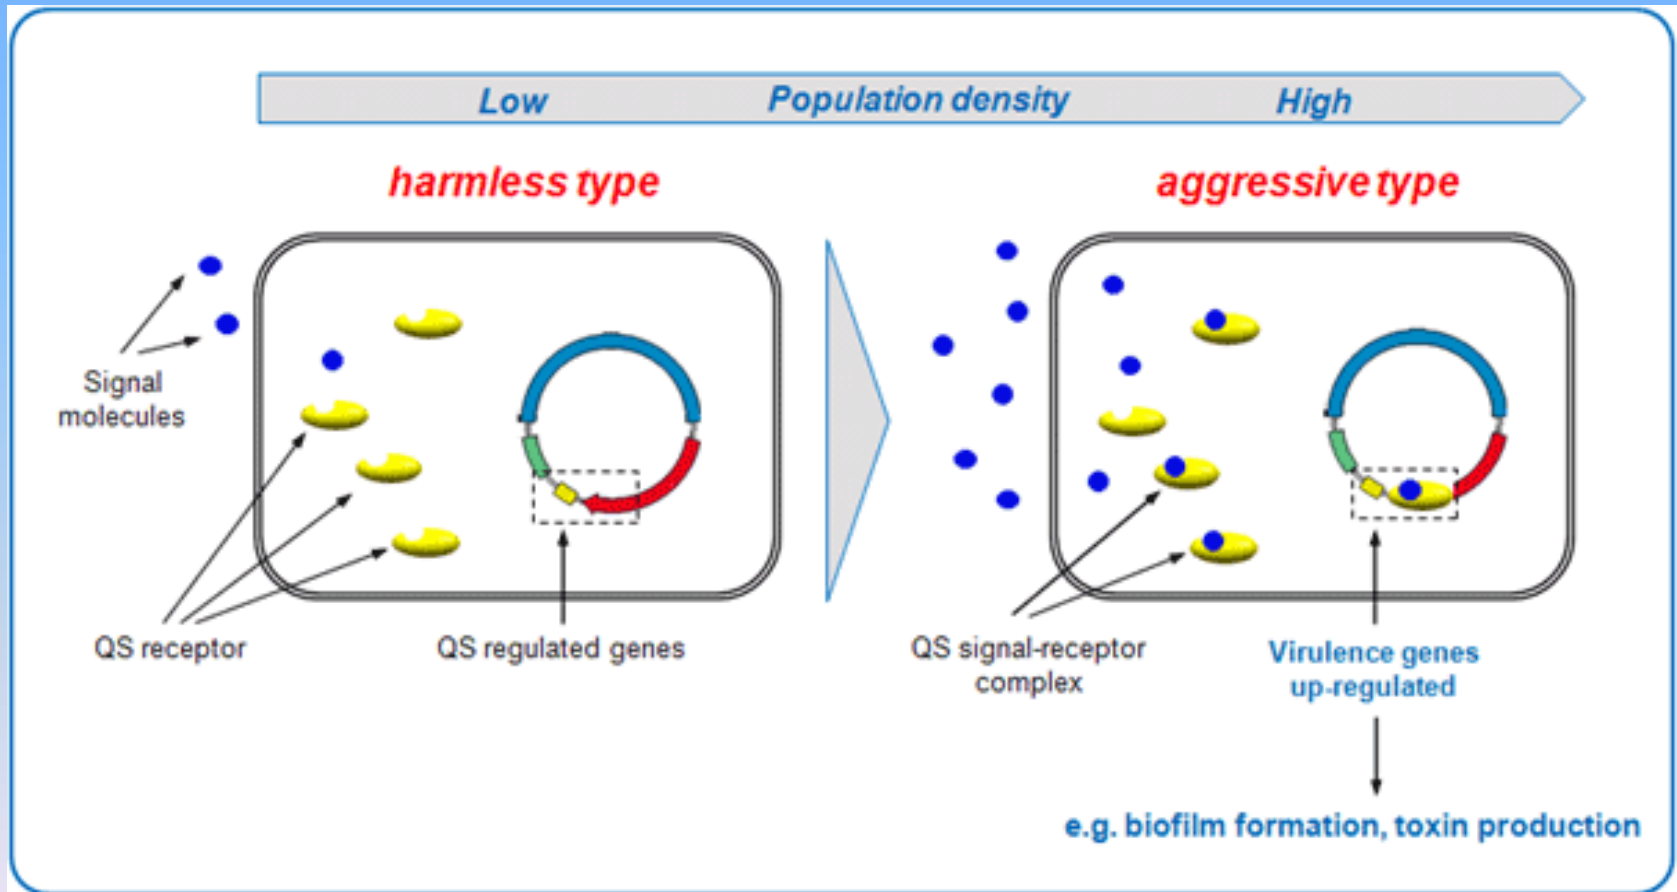 Low Population density High
harmless type
aggressive type
Signal
molecules
QS receptor
QS regulated genes
QS signal-receptor
complex
Virulence genes
up-regulated
e.g. biofilm formation, toxin production